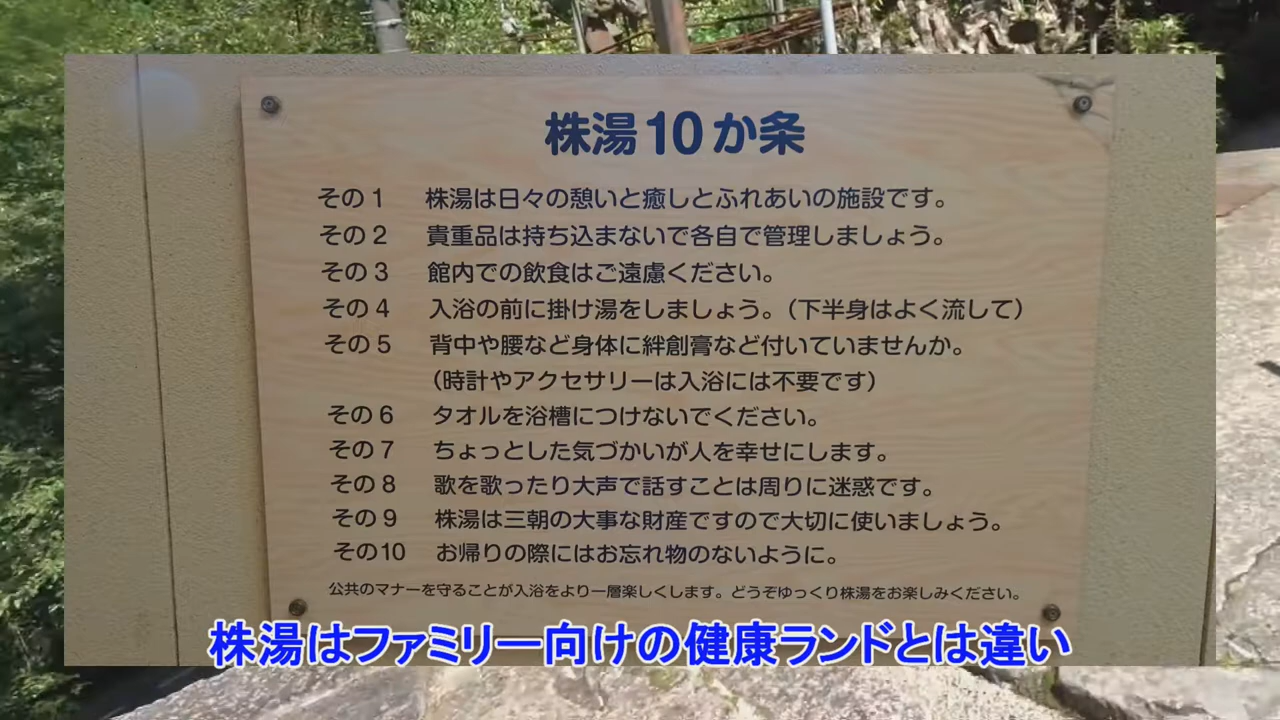 株湯10か条
その1 株湯は日々の憩いと癒しとふれあいの施設です。
その2 貴重品は持ち込まないで各自で管理しましょう。
その3 館内での飲食はご遠慮ください。
その4 入浴の前に掛け湯をしましょう。（下半身はよく流して）
その5 背中や腰など身体に絆創膏など付いていませんか。
（時計やアクセサリーは入浴には不要です）
その6 タオルを浴槽につけないでください。
その7 ちょっとした気づかいが人を幸せにします。
その8 歌を歌ったり大声で話すことは周りに迷惑です。
その9 株湯は三朝の大事な財産ですので大切に使いましょう。
その10 お帰りの際にはお忘れ物のないように。
公共のマナーを守ることが入浴をより一層楽しくします。どうぞゆっくり株湯をお楽しみください。
株湯はファミリー向けの健康ランドとは違い